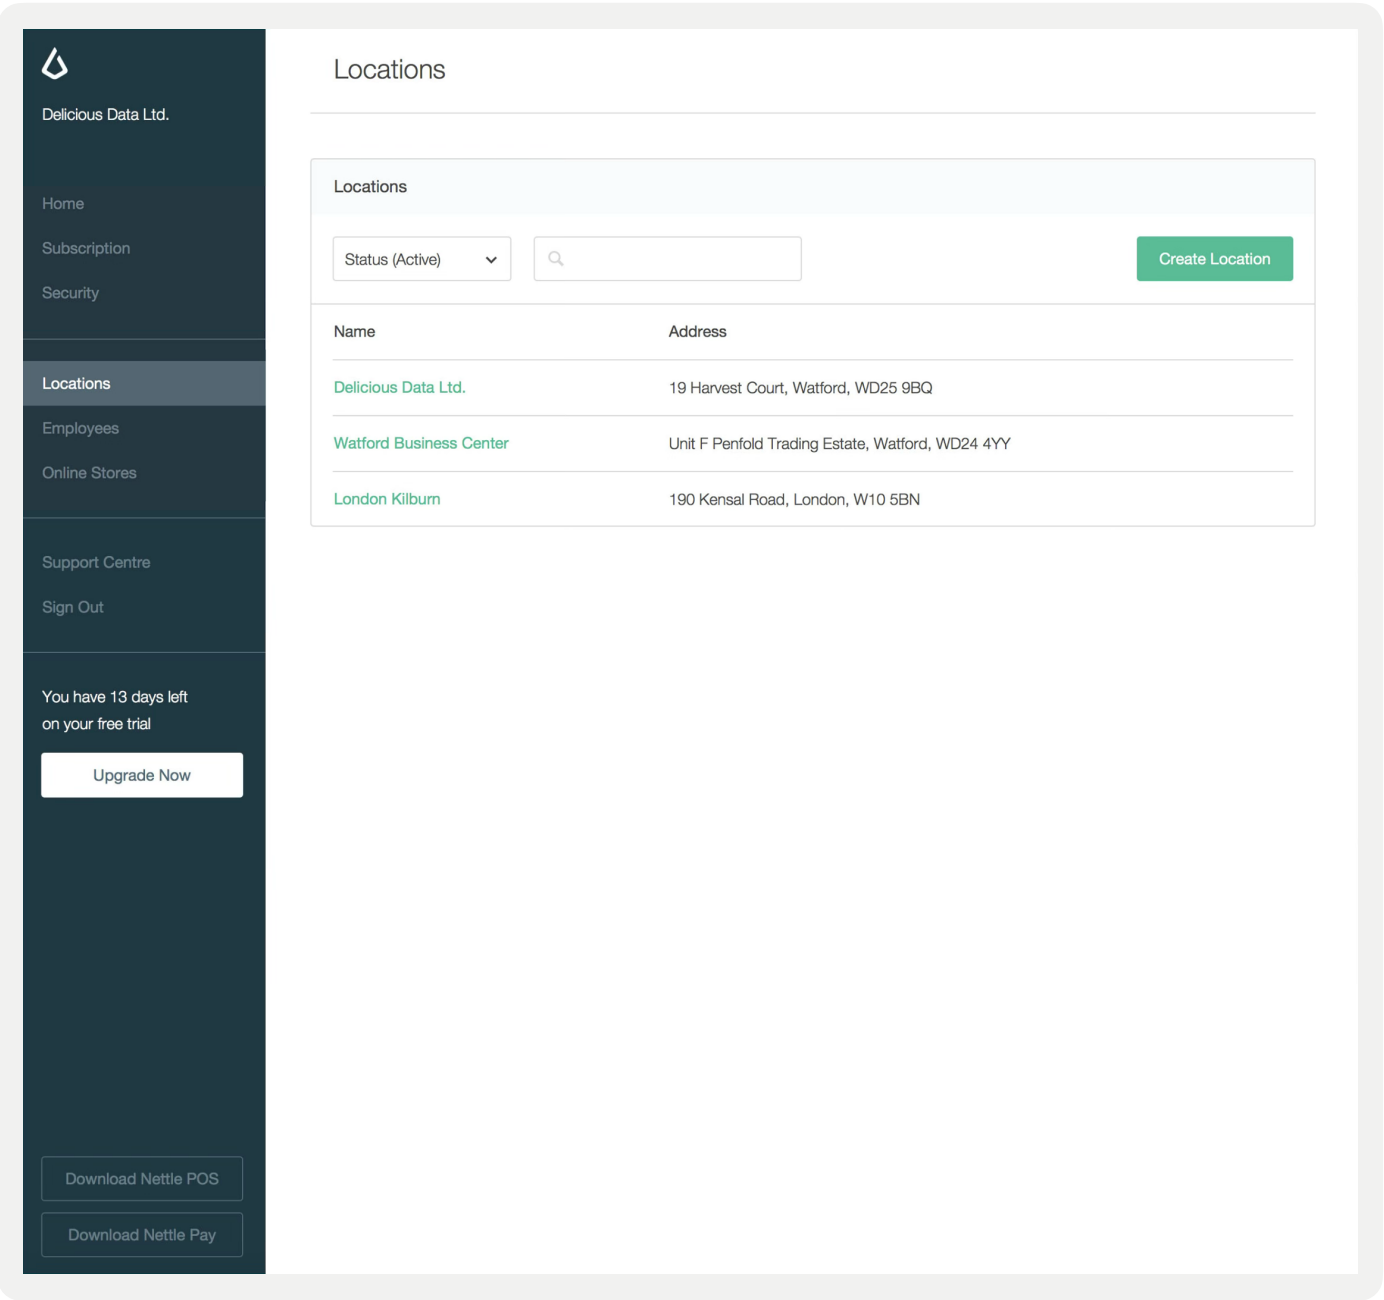 Delicious Data Ltd.
Home
Subscription
Security
Locations
Employees
Online Stores
Support Centre
Sign Out
You have 13 days left
on your free trial
Upgrade Now
Download Nettle POS
Download Nettle Pay
Locations
Locations
Status (Active)
Create Location
Name Address
Delicious Data Ltd. 19 Harvest Court, Watford, WD25 9BQ
Watford Business Center Unit F Penfold Trading Estate, Watford, WD24 4YY
London Kilburn 190 Kensal Road, London, W10 5BN